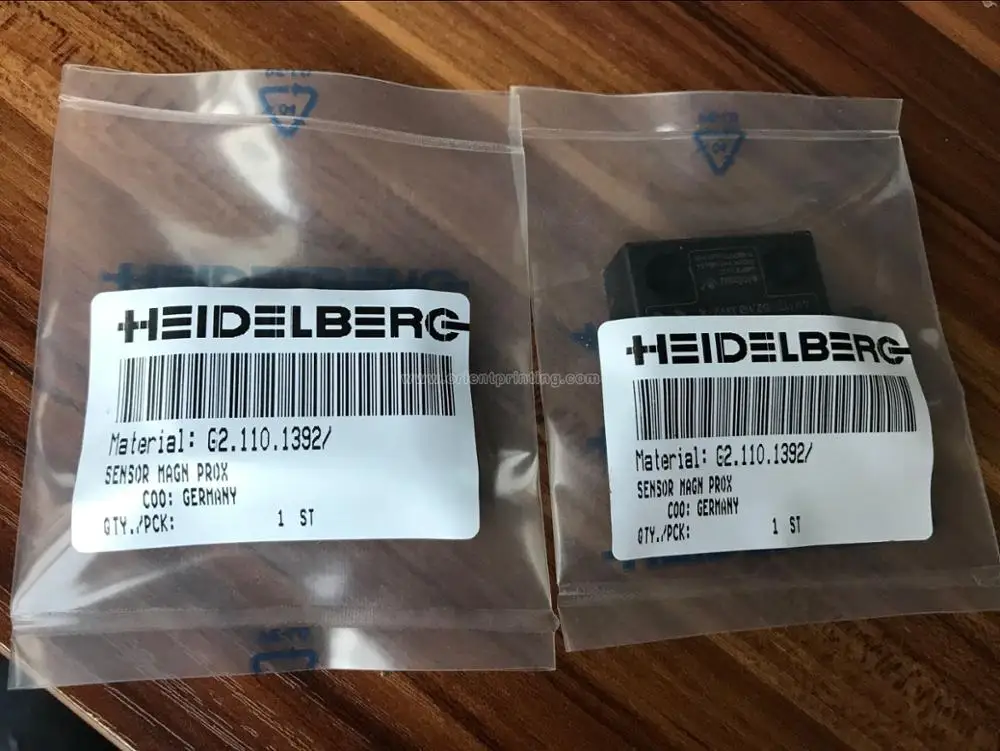 HEIDELBERG
HEIDELBERG
Material: G2.110.1392/
SENSOR MAGN PROX
COO: GERMANY
QTY./PCK:
1 ST
HEIDELBERG
Material: G2.110.1392/
SENSOR MAGN PROX
COO: GERMANY
QTY./PCK:
1 ST
www.orientprinting.com